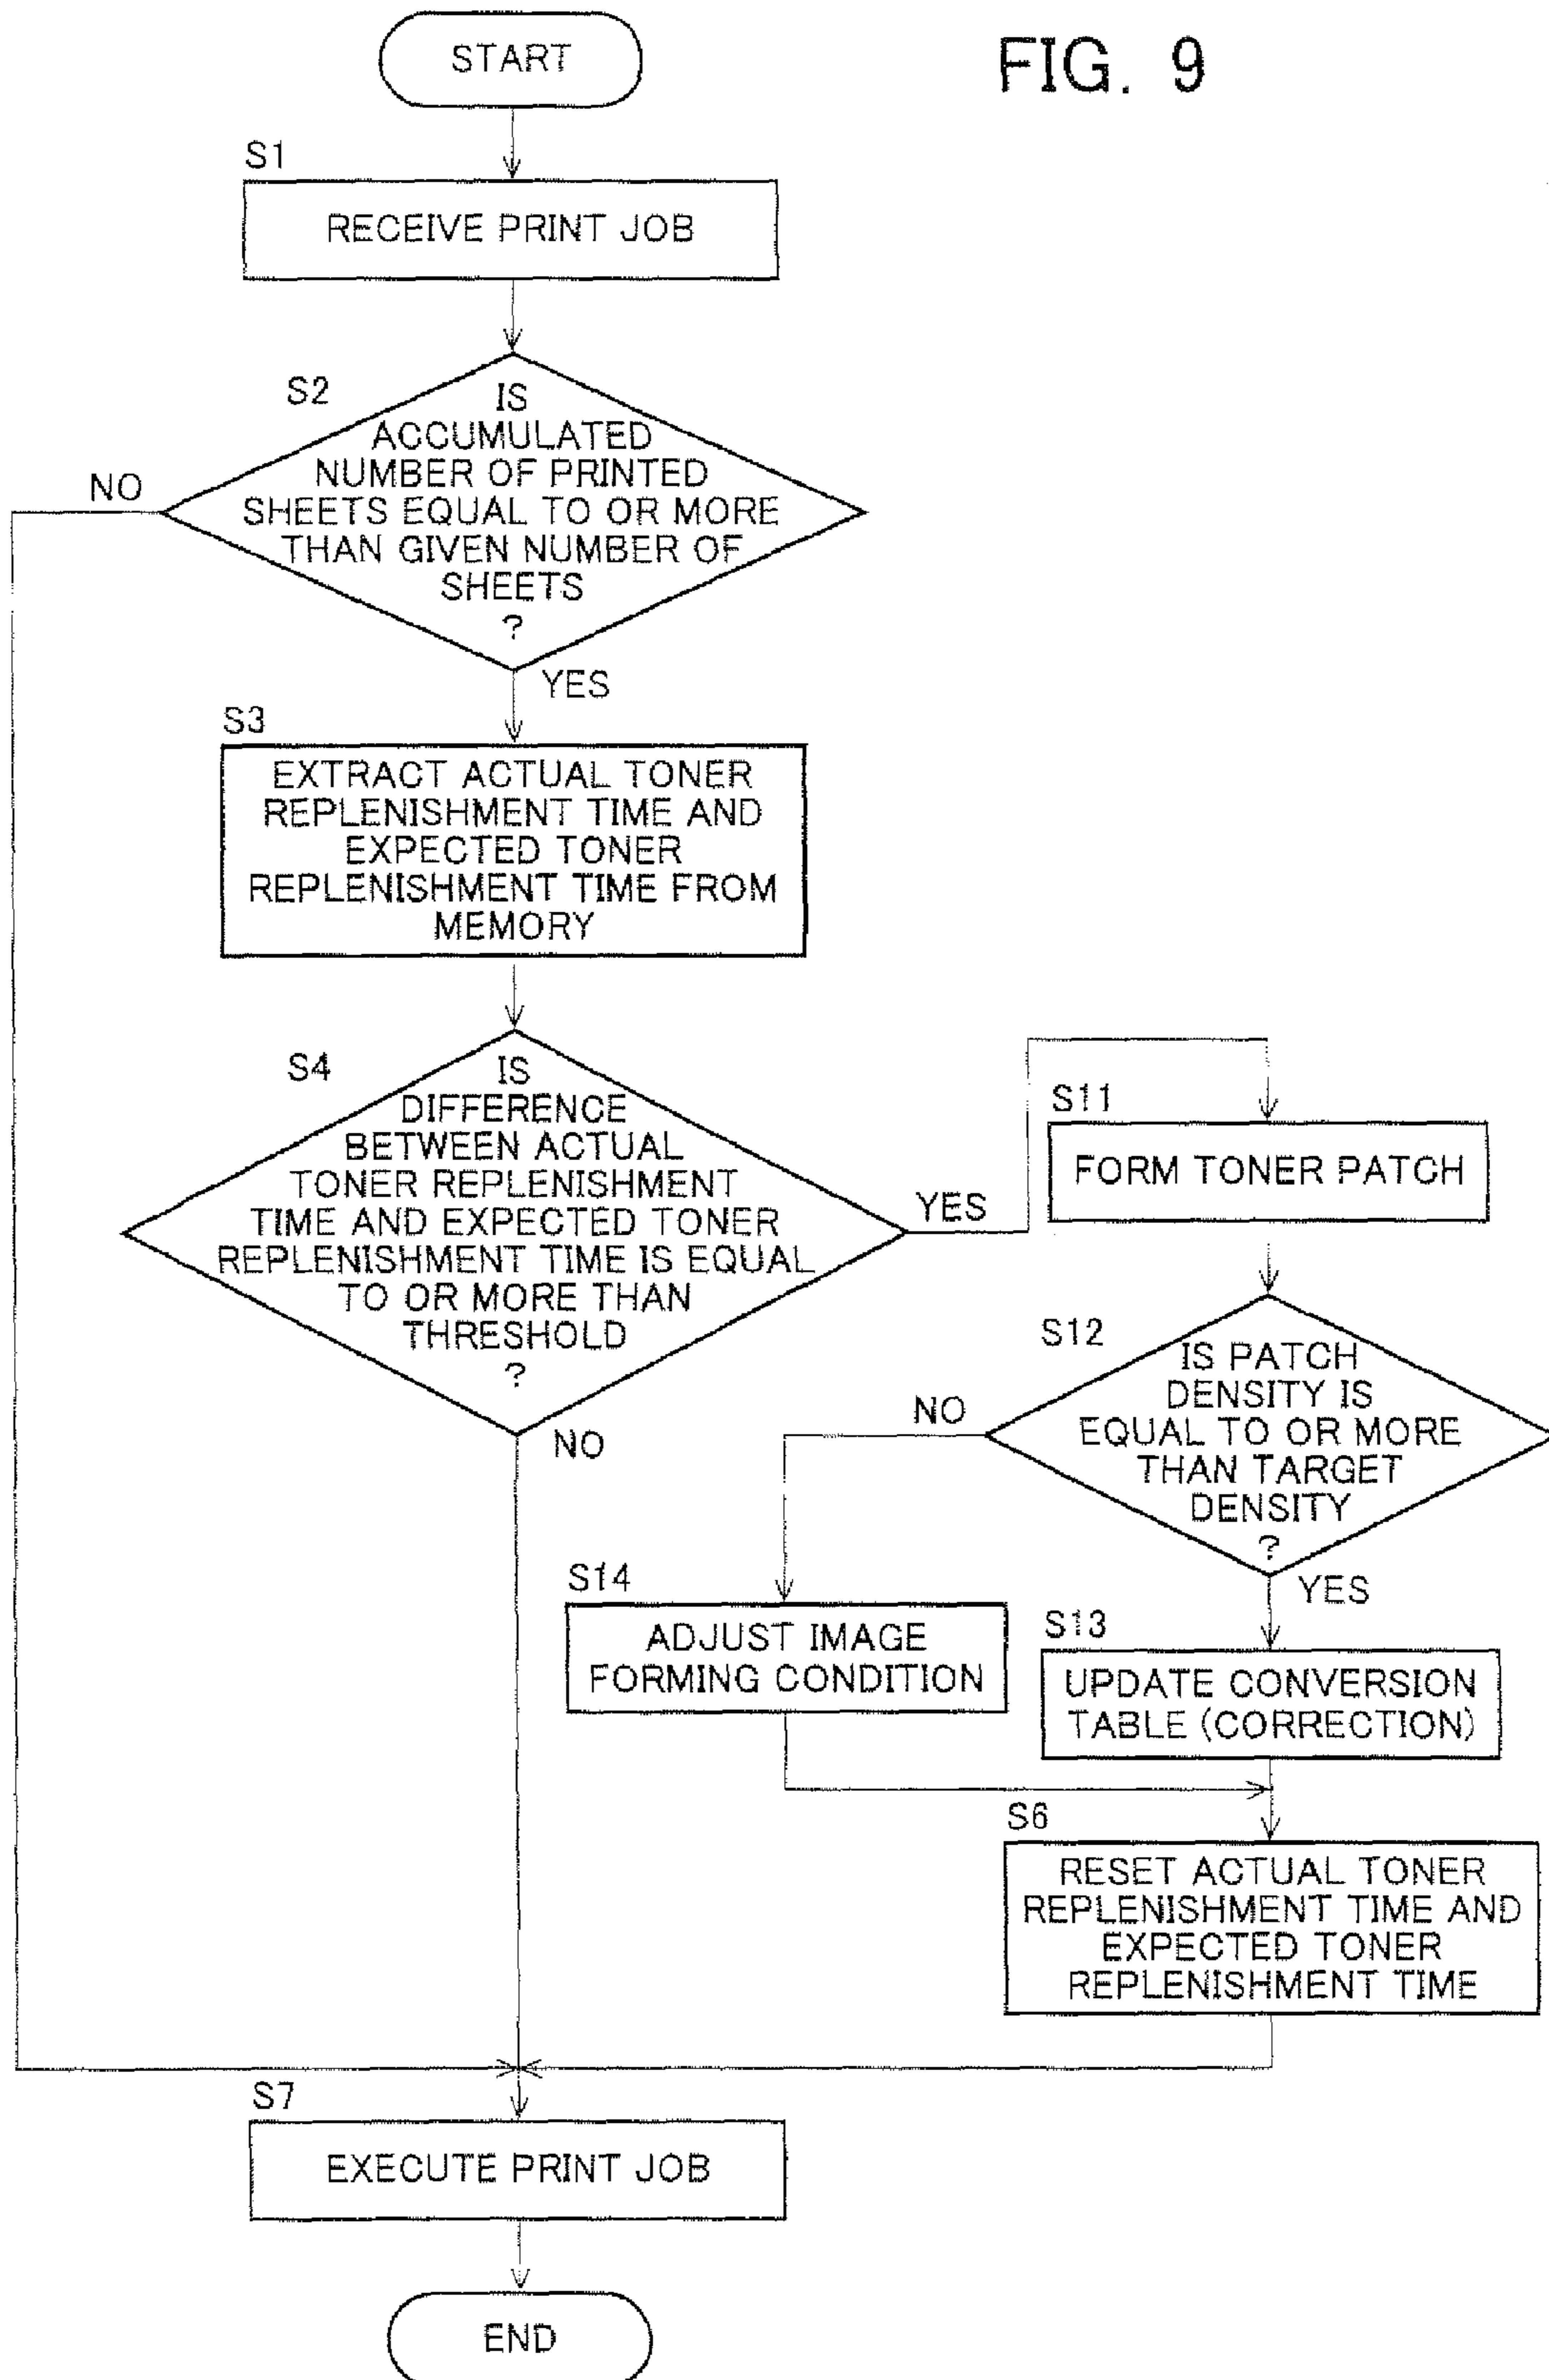 FIG. 9
START
S1
RECEIVE PRINT JOB
S2
IS
ACCUMULATED
NUMBER OF PRINTED
SHEETS EQUAL TO OR MORE
THAN GIVEN NUMBER OF
SHEETS
?
NO
YES
S3
EXTRACT ACTUAL TONER
REPLENISHMENT TIME AND
EXPECTED TONER
REPLENISHMENT TIME FROM
MEMORY
S4
IS
DIFFERENCE
BETWEEN ACTUAL
TONER REPLENISHMENT
TIME AND EXPECTED TONER
REPLENISHMENT TIME IS EQUAL
TO OR MORE THAN
THRESHOLD
?
YES
NO
S11
FORM TONER PATCH
S12
IS PATCH
DENSITY IS
EQUAL TO OR MORE
THAN TARGET
DENSITY
?
NO
YES
S14
ADJUST IMAGE
FORMING CONDITION
S13
UPDATE CONVERSION
TABLE (CORRECTION)
S6
RESET ACTUAL TONER
REPLENISHMENT TIME AND
EXPECTED TONER
REPLENISHMENT TIME
S7
EXECUTE PRINT JOB
END